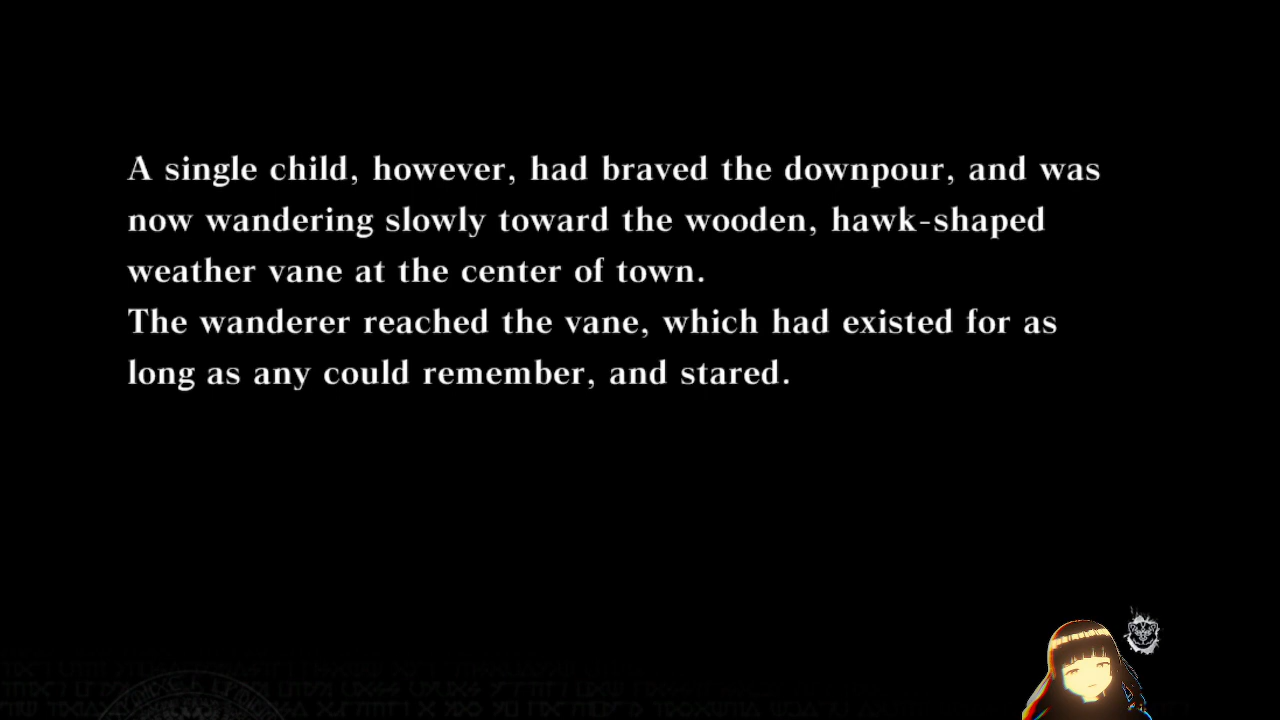 A single child, however, had braved the downpour, and was
now wandering slowly toward the wooden, hawk-shaped
weather vane at the center of town.
The wanderer reached the vane, which had existed for as
long as any could remember, and stared.